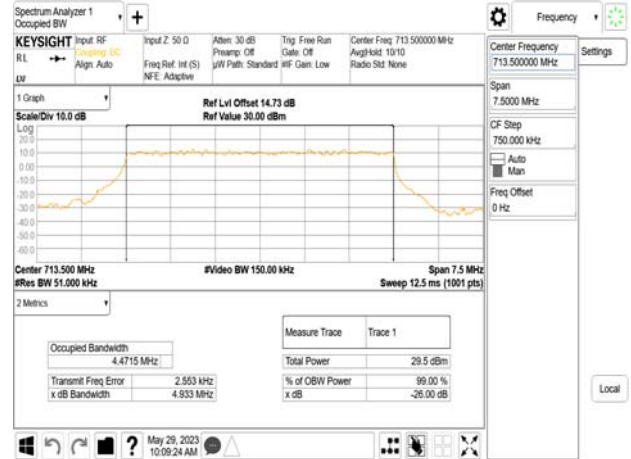 Spectrum Analyzer 1
Occupied BW
Frequency
KEYSIGHT
Input: RF
Coupling: DC
Align: Auto
RL
LV
Input Z: 50 Ω
Freq Ref: Int (S)
NFE: Adaptive
Atten: 30 dB
Preamp: Off
µW Path: Standard
Trig: Free Run
Gate: Off
#IF Gain: Low
Center Freq: 713.500000 MHz
Avg|Hold: 10/10
Radio Std: None
Center Frequency
713.500000 MHz
Settings
Span
7.5000 MHz
CF Step
750.000 kHz
Auto
Man
Freq Offset
0 Hz
Local
1 Graph
Scale/Div 10.0 dB
Ref Lvl Offset 14.73 dB
Ref Value 30.00 dBm
Log
20.0
10.0
0.00
-10.0
-20.0
-30.0
-40.0
-50.0
-60.0
Center 713.500 MHz
#Res BW 51.000 kHz
#Video BW 150.00 kHz
Span 7.5 MHz
Sweep 12.5 ms (1001 pts)
2 Metrics
Occupied Bandwidth
4.4715 MHz
Transmit Freq Error 2.553 kHz
x dB Bandwidth 4.933 MHz
Measure Trace Trace 1
Total Power 29.5 dBm
% of OBW Power 99.00 %
x dB -26.00 dB
May 29, 2023
10:09:24 AM